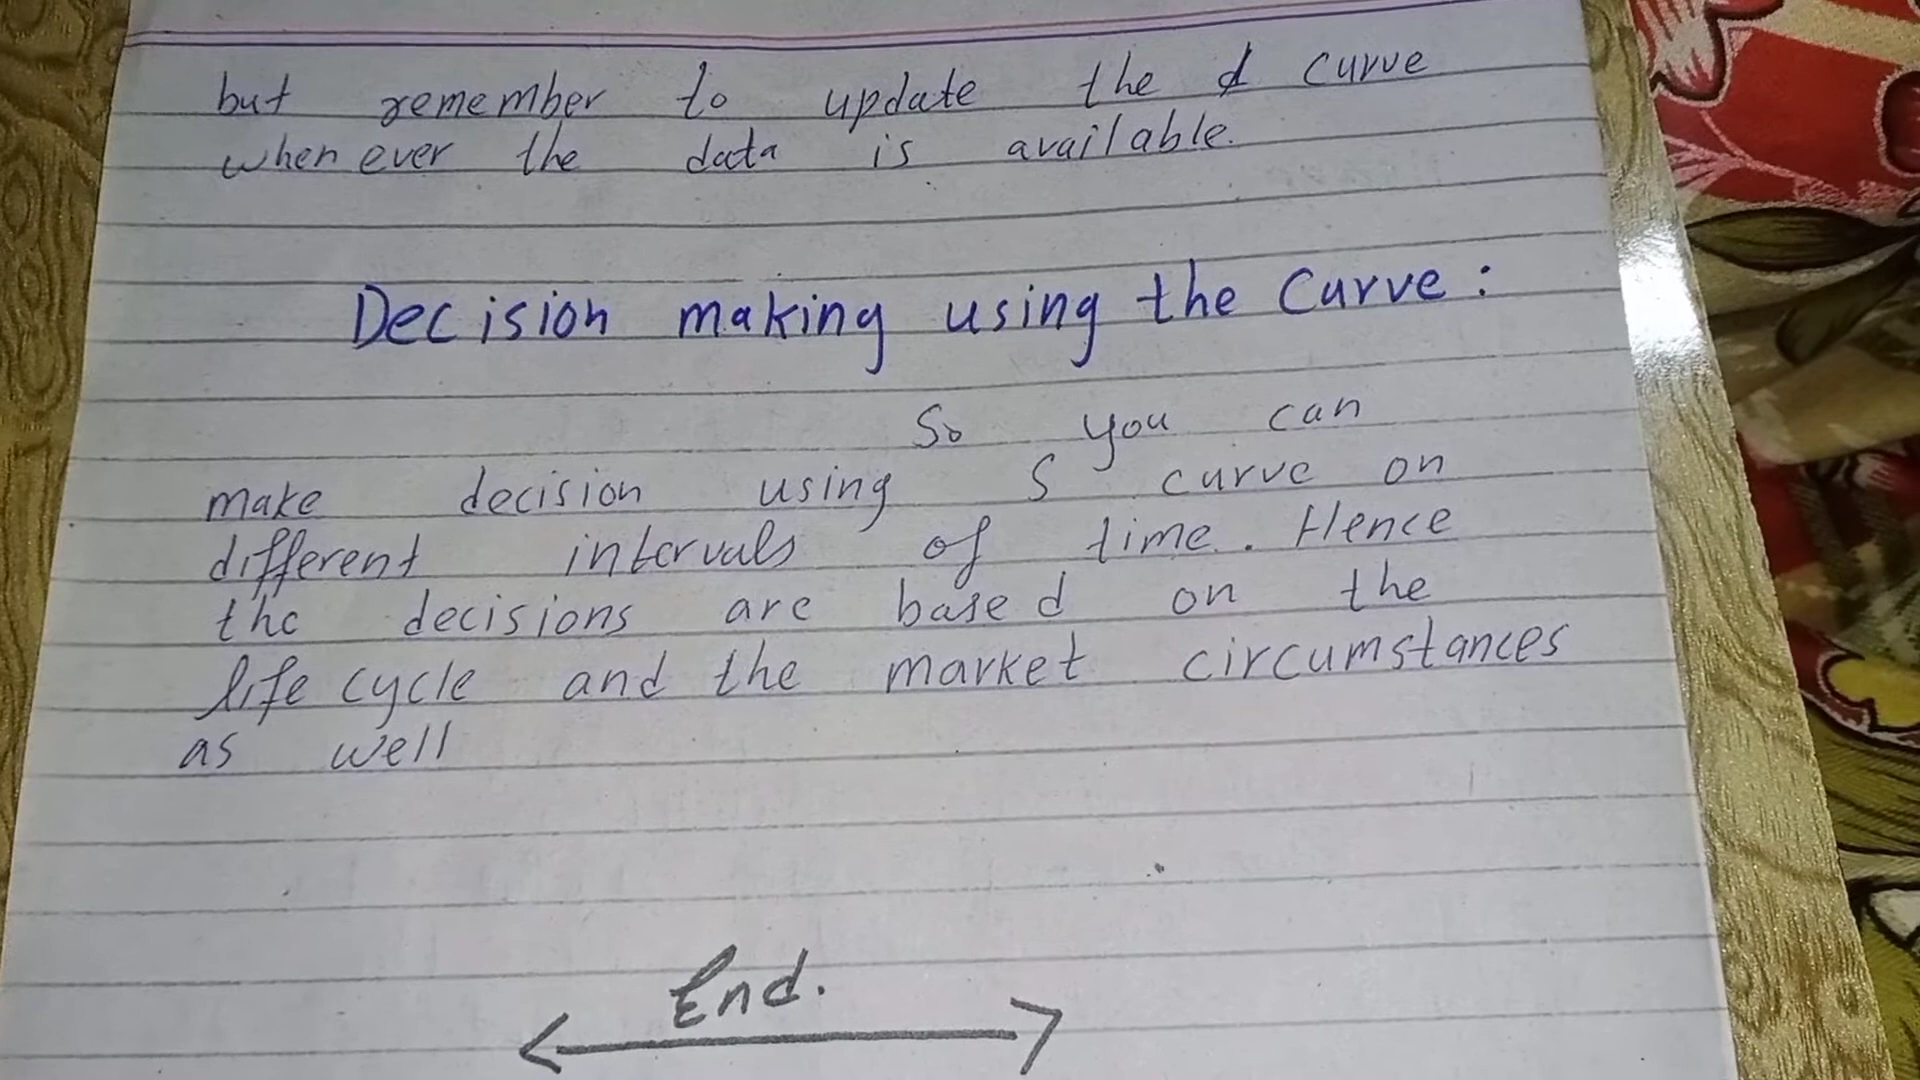 but remember to update the curve
when ever the data is available.
Decision making using the Curve:
So you can
make decision using S curve on
different intervals of time. Hence
the decisions are based on the
life cycle and the market circumstances
as well
End.